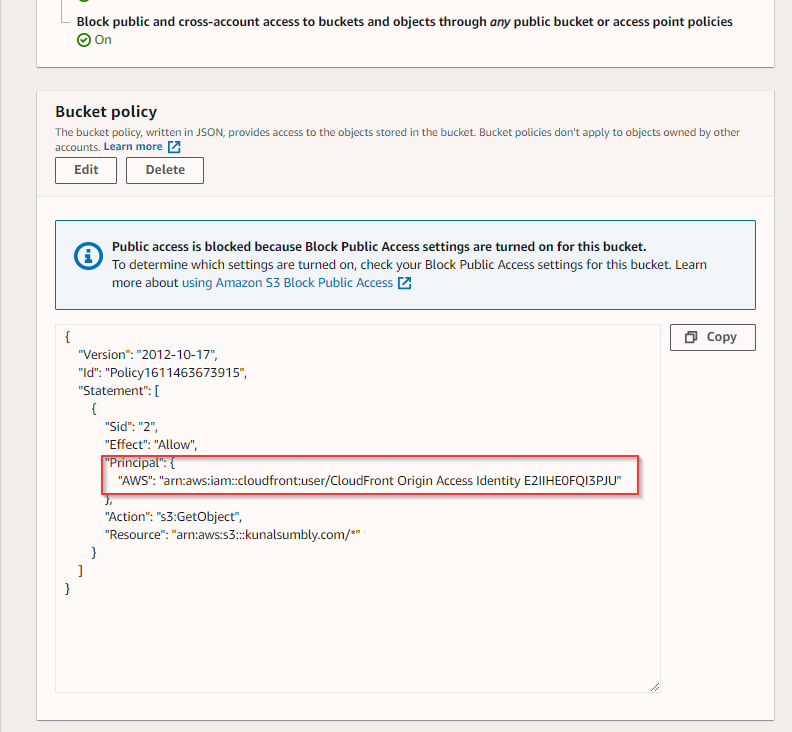 Block public and cross-account access to buckets and objects through any public bucket or access point policies
On
Bucket policy
The bucket policy, written in JSON, provides access to the objects stored in the bucket. Bucket policies don't apply to objects owned by other
accounts. Learn more
Edit
Delete
Public access is blocked because Block Public Access settings are turned on for this bucket.
To determine which settings are turned on, check your Block Public Access settings for this bucket. Learn
more about using Amazon S3 Block Public Access
Copy
{
"Version": "2012-10-17",
"Id": "Policy1611463673915",
"Statement": [
{
"Sid": "2",
"Effect": "Allow",
"Principal": {
"AWS": "arn:aws:iam::cloudfront:user/CloudFront Origin Access Identity E2IIHE0FQI3PJU"
},
"Action": "s3:GetObject",
"Resource": "arn:aws:s3:::kunalsumbly.com/*"
}
]
}